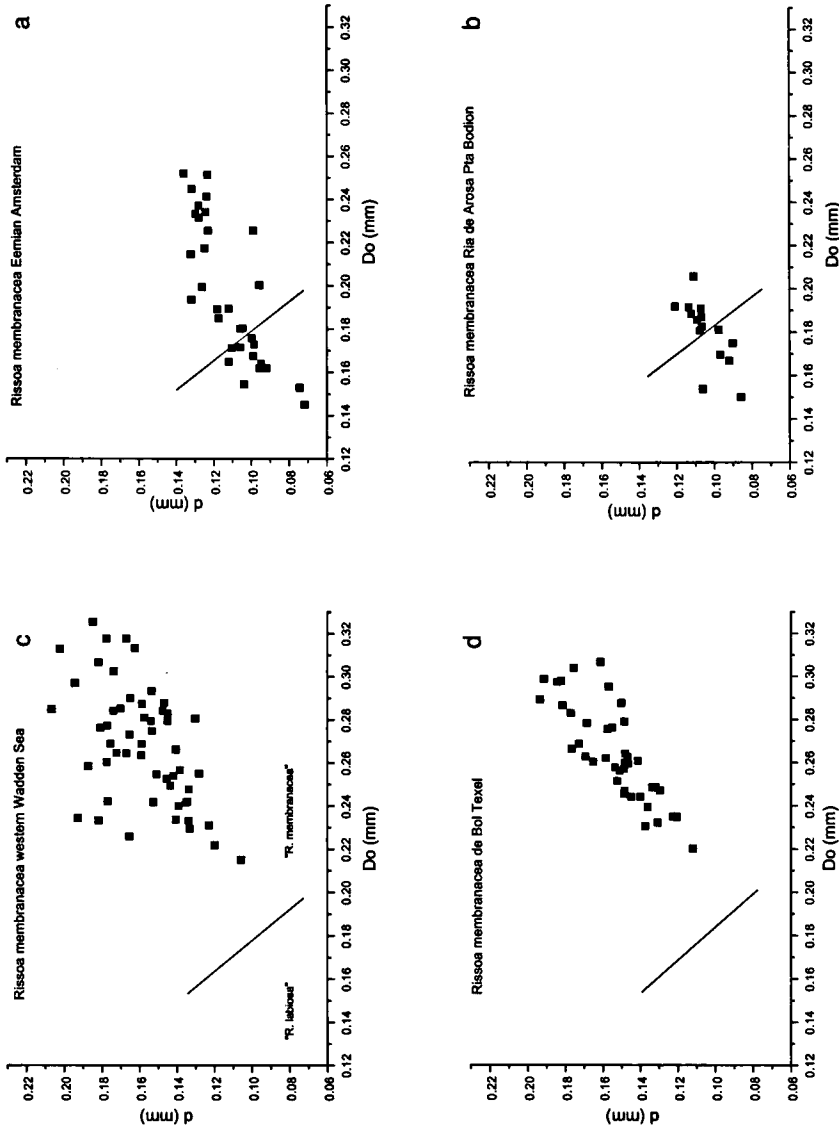 a
Rissoa membranacea Eemian Amsterdam
d (mm)
0.22
0.20
0.18
0.16
0.14
0.12
0.10
0.08
0.06
0.12 0.14 0.16 0.18 0.20 0.22 0.24 0.26 0.28 0.30 0.32
Do (mm)
b
Rissoa membranacea Ria de Arosa Pta Bodion
d (mm)
0.22
0.20
0.18
0.16
0.14
0.12
0.10
0.08
0.06
0.12 0.14 0.16 0.18 0.20 0.22 0.24 0.26 0.28 0.30 0.32
Do (mm)
c
Rissoa membranacea western Wadden Sea
d (mm)
0.22
0.20
0.18
0.16
0.14
0.12
0.10
0.08
0.06
"R. labiosa"
"R. membranacea"
0.12 0.14 0.16 0.18 0.20 0.22 0.24 0.26 0.28 0.30 0.32
Do (mm)
d
Rissoa membranacea de Bol Texel
d (mm)
0.22
0.20
0.18
0.16
0.14
0.12
0.10
0.08
0.06
0.12 0.14 0.16 0.18 0.20 0.22 0.24 0.26 0.28 0.30 0.32
Do (mm)